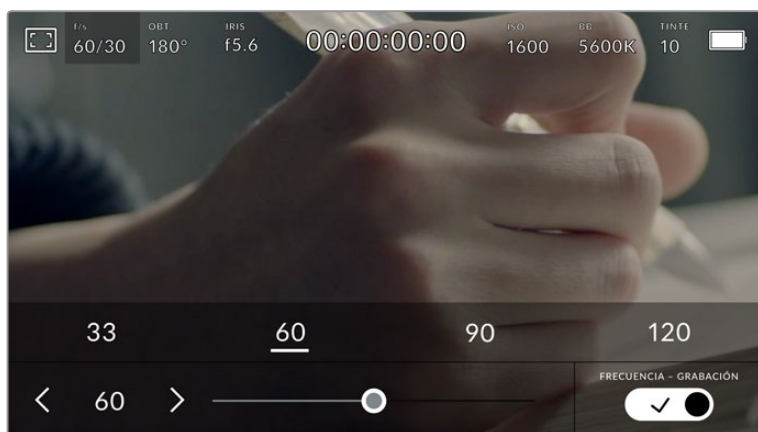 f/s OBT. IRIS ISO BB TINTE
60/30 180° f5.6 00:00:00:00 1600 5600K 10
33 60 90 120
FRECUENCIA – GRABACIÓN
60